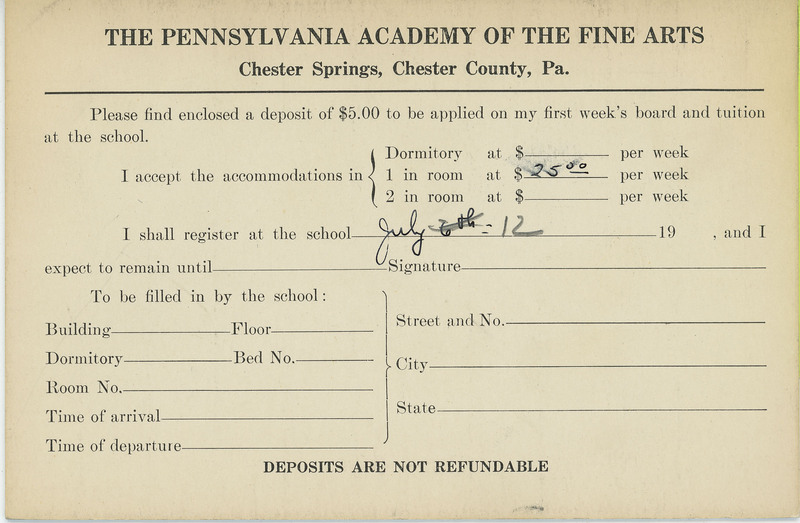 THE PENNSYLVANIA ACADEMY OF THE FINE ARTS
Chester Springs, Chester County, Pa.
Please find enclosed a deposit of $5.00 to be applied on my first week's board and tuition
at the school.
I accept the accommodations in
Dormitory at $ per week
1 in room at $ 25 00 per week
2 in room at $ per week
I shall register at the school July 6th - 12 19 , and I
expect to remain until Signature
To be filled in by the school:
Building Floor
Dormitory Bed No.
Room No.
Time of arrival
Time of departure
Street and No.
City
State
DEPOSITS ARE NOT REFUNDABLE